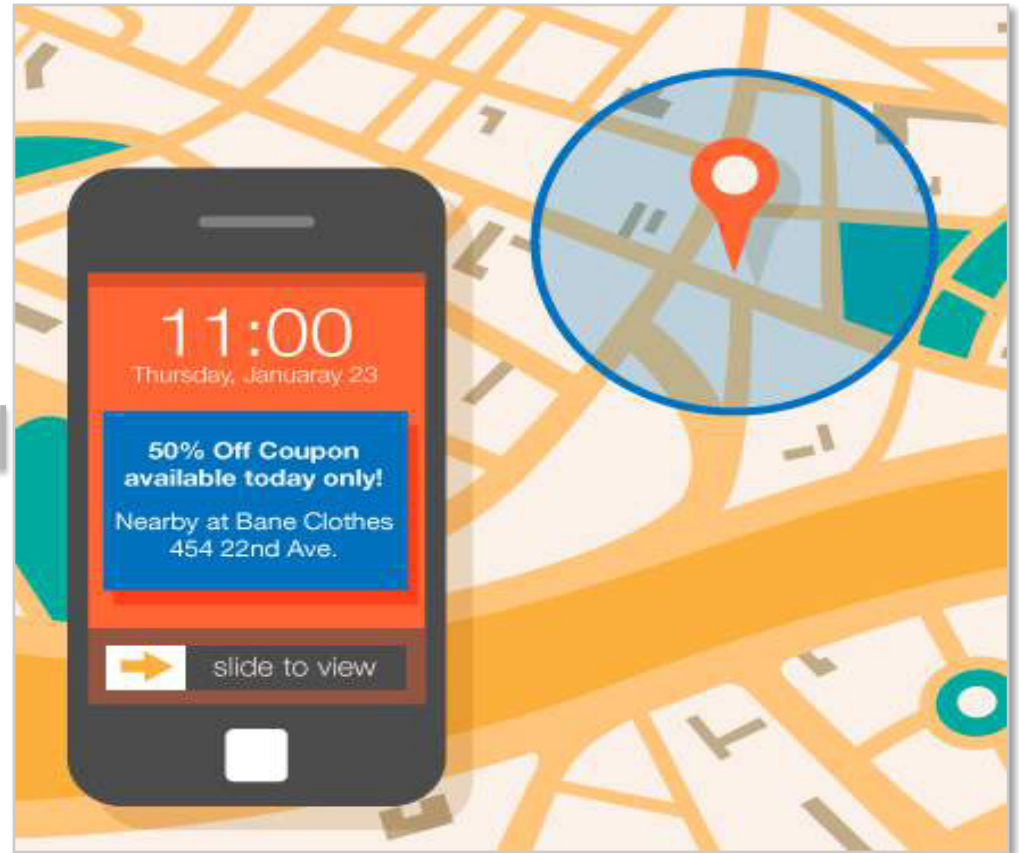 11:00
Thursday, Januaray 23
50% Off Coupon
available today only!
Nearby at Bane Clothes
454 22nd Ave.
slide to view